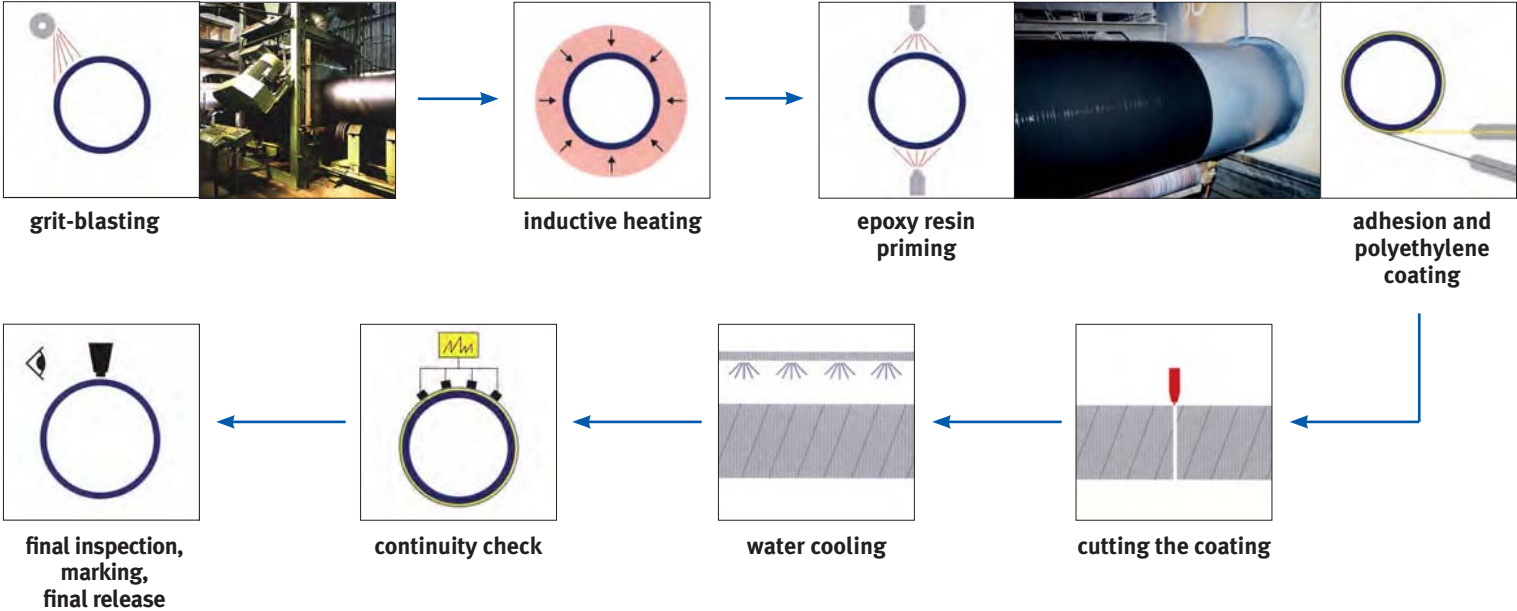 grit-blasting
inductive heating
epoxy resin
priming
adhesion and
polyethylene
coating
cutting the coating
water cooling
continuity check
final inspection,
marking,
final release